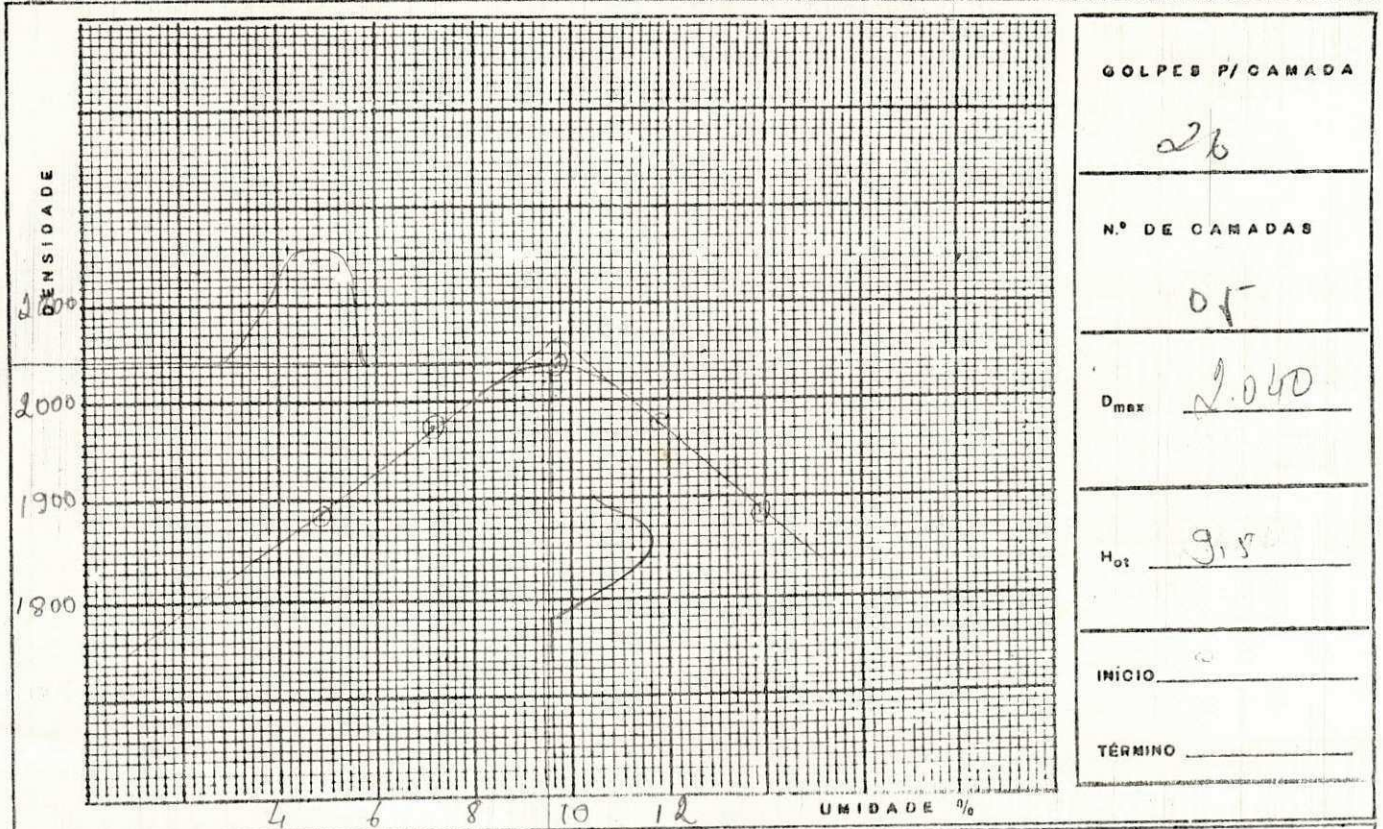 DENSIDADE
2100
2000
1900
1800
4 6 8 10 12
UMIDADE %
GOLPES P/ CAMADA
26
N.º DE CAMADAS
05
Dmax 2.040
Hot 9,5
INÍCIO
TÉRMINO